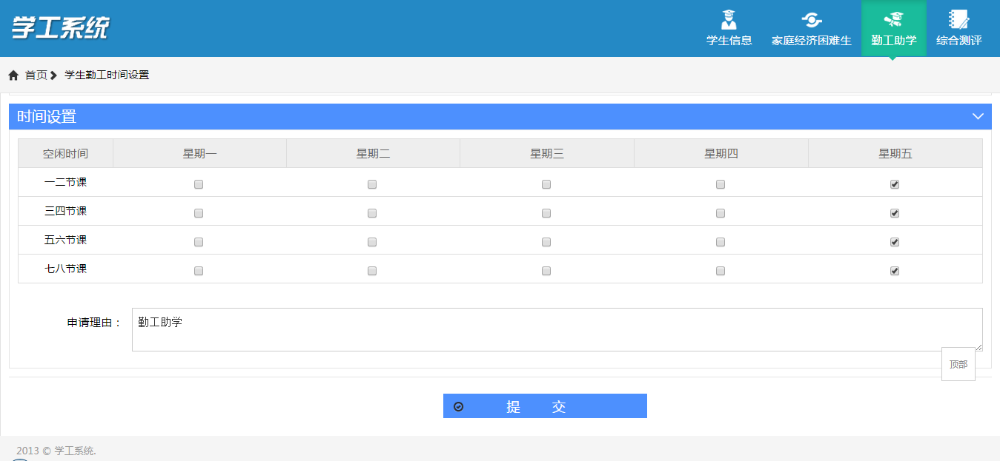 学工系统
学生信息 家庭经济困难生 勤工助学 综合测评
首页 学生勤工时间设置
时间设置
空闲时间 星期一 星期二 星期三 星期四 星期五
一二节课
三四节课
五六节课
七八节课
申请理由： 勤工助学
顶部
提 交
2013 © 学工系统.